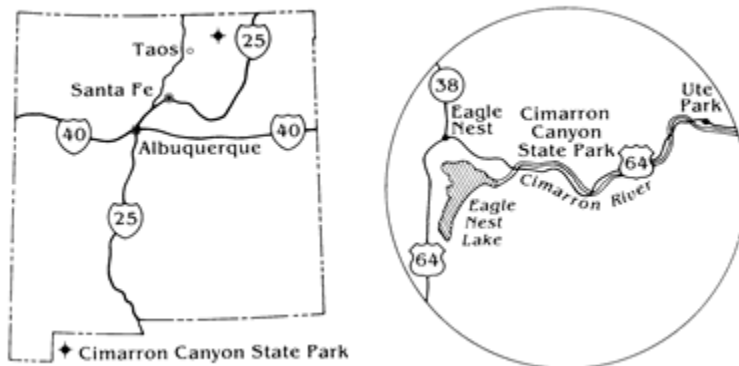 25
Taos
Santa Fe
40
40
Albuquerque
25
Cimarron Canyon State Park
38
Eagle
Nest
Cimarron
Canyon
State Park
Ute
Park
64
Cimarron River
Eagle
Nest
Lake
64